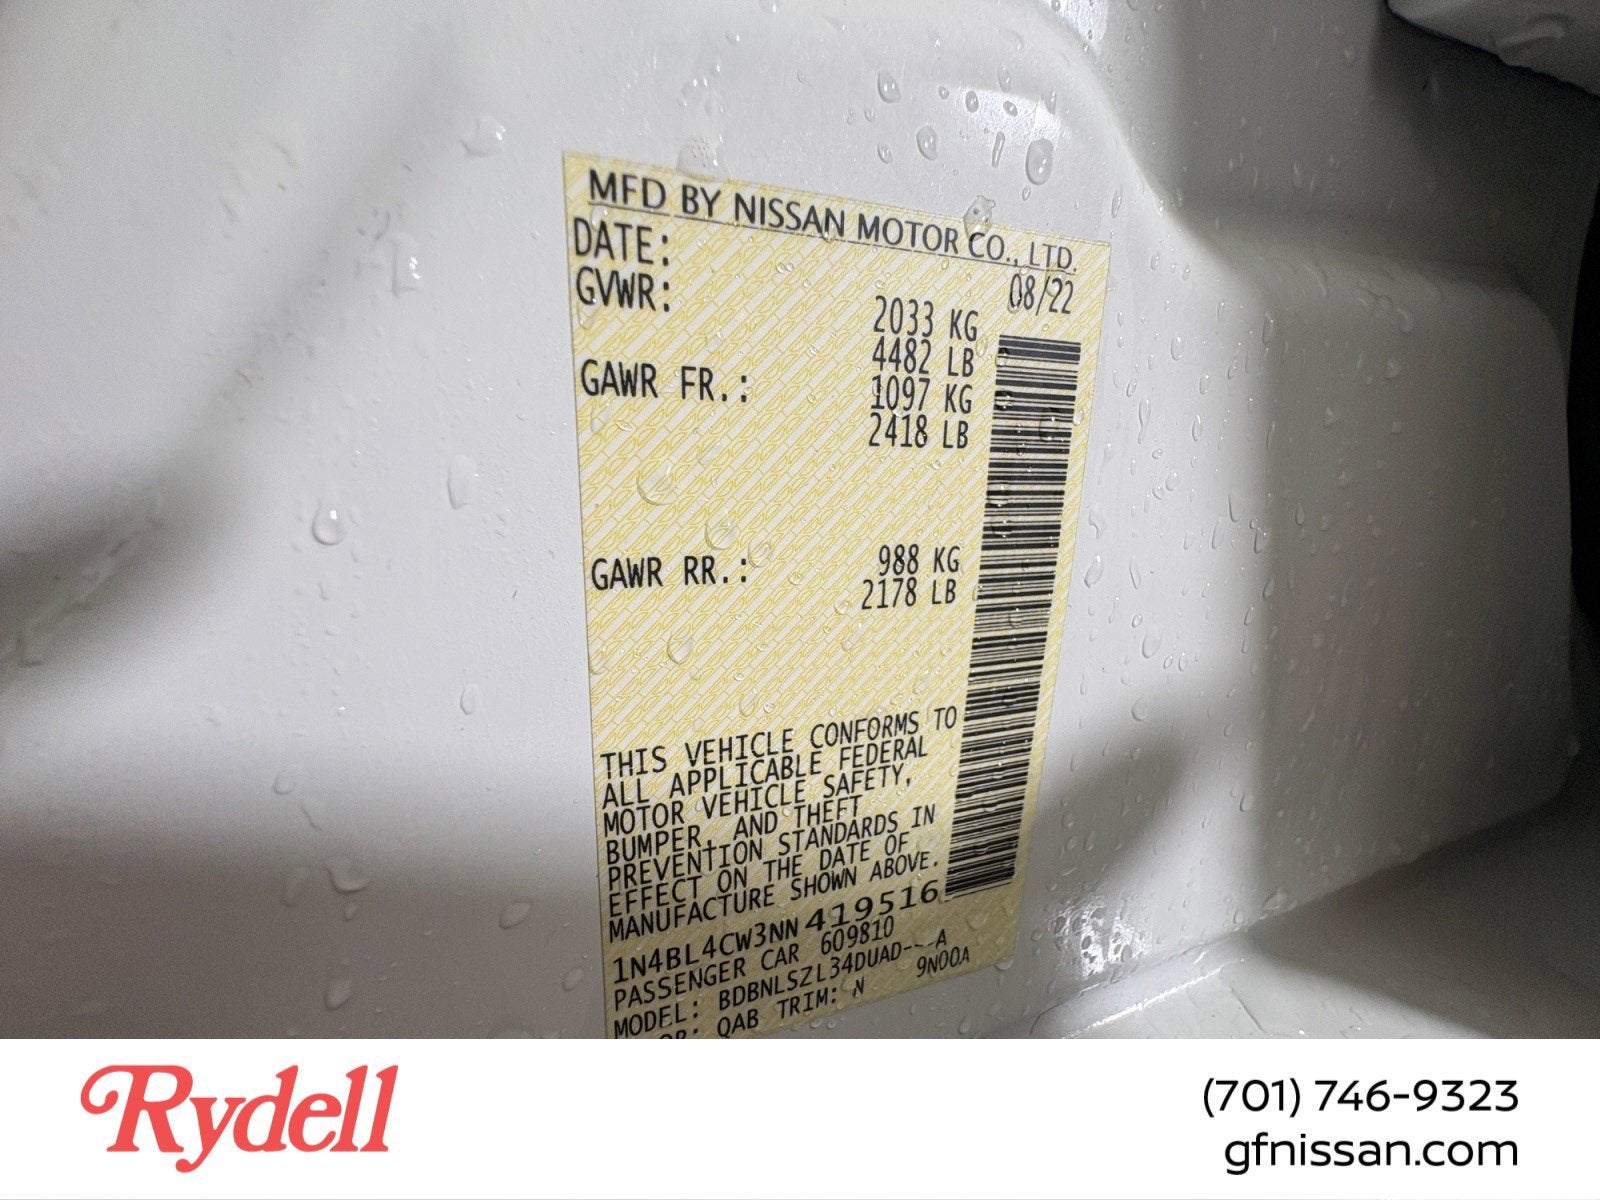 MFD BY NISSAN MOTOR CO., LTD.
DATE: 08/22
GVWR: 2033 KG
4482 LB
GAWR FR.: 1097 KG
2418 LB
GAWR RR.: 988 KG
2178 LB
THIS VEHICLE CONFORMS TO
ALL APPLICABLE FEDERAL
MOTOR VEHICLE SAFETY,
BUMPER, AND THEFT
PREVENTION STANDARDS IN
EFFECT ON THE DATE OF
MANUFACTURE SHOWN ABOVE.
1N4BL4CW3NN419516
PASSENGER CAR 609810
MODEL: BDBNLSZL34DUAD---A
QAB TRIM: N 9N00A
Rydell
(701) 746-9323
gfnissan.com